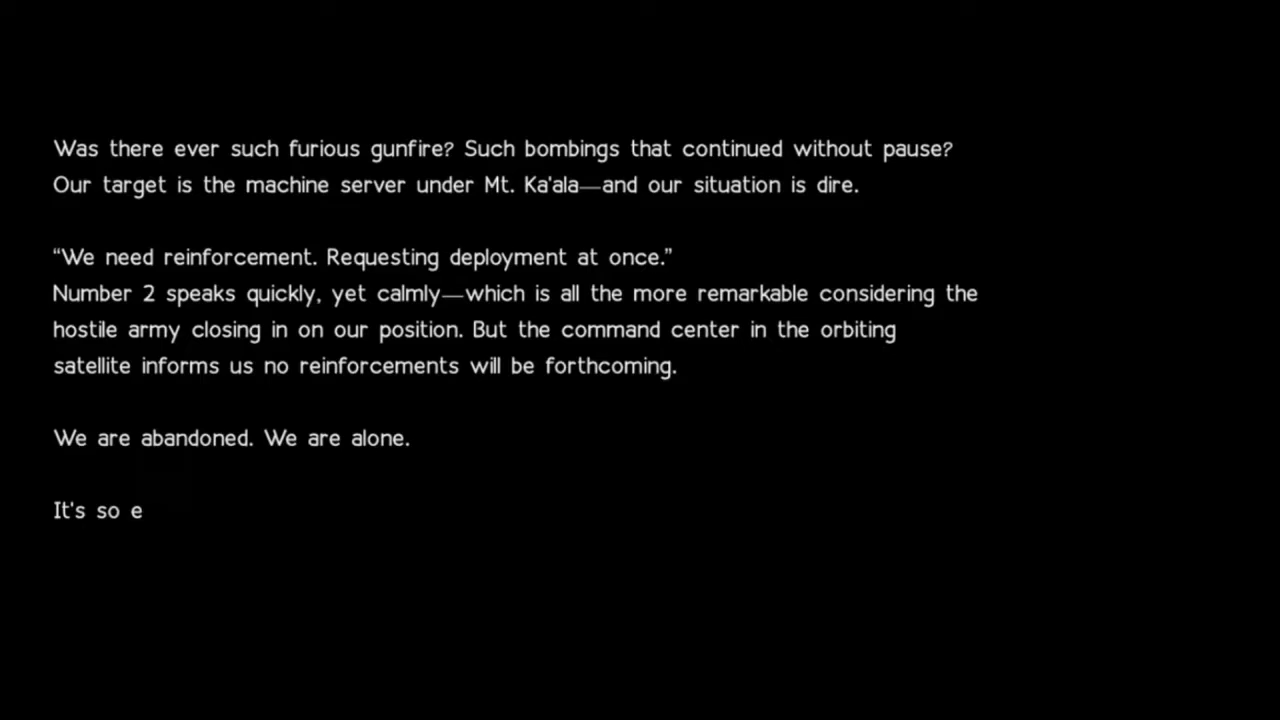 Was there ever such furious gunfire? Such bombings that continued without pause?
Our target is the machine server under Mt. Ka'ala—and our situation is dire.
“We need reinforcement. Requesting deployment at once.”
Number 2 speaks quickly, yet calmly—which is all the more remarkable considering the
hostile army closing in on our position. But the command center in the orbiting
satellite informs us no reinforcements will be forthcoming.
We are abandoned. We are alone.
It's so e